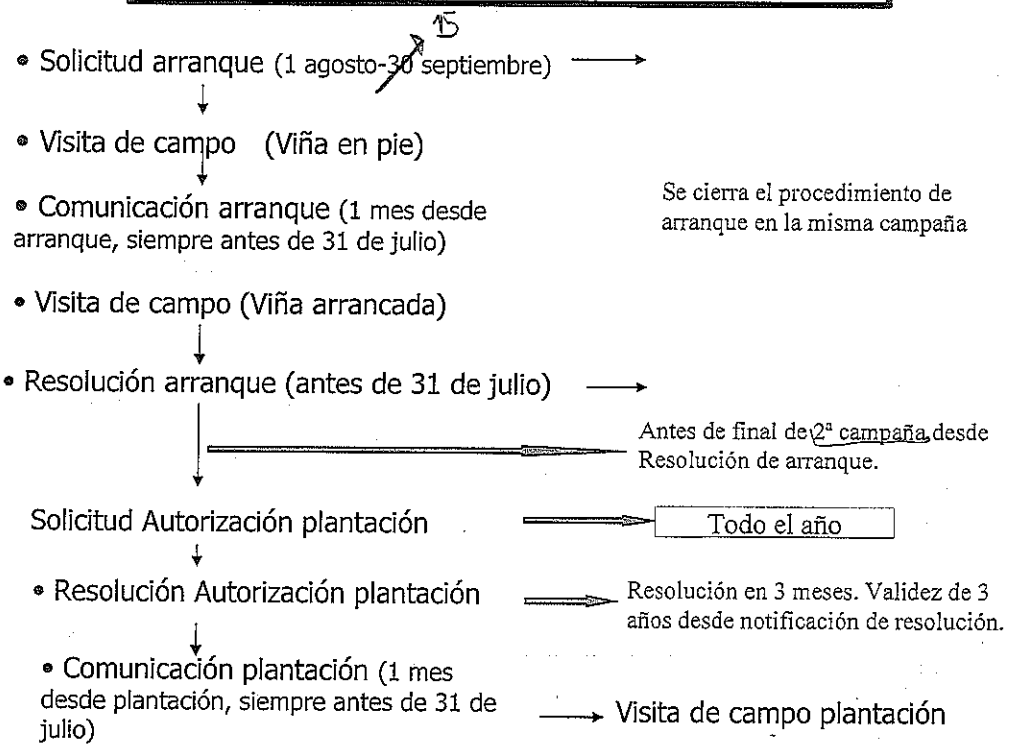 15
• Solicitud arranque (1 agosto-30 septiembre)
• Visita de campo (Viña en pie)
• Comunicación arranque (1 mes desde
arranque, siempre antes de 31 de julio)
Se cierra el procedimiento de
arranque en la misma campaña
• Visita de campo (Viña arrancada)
• Resolución arranque (antes de 31 de julio)
Antes de final de 2ª campaña desde
Resolución de arranque.
Solicitud Autorización plantación
Todo el año
• Resolución Autorización plantación
Resolución en 3 meses. Validez de 3
años desde notificación de resolución.
• Comunicación plantación (1 mes
desde plantación, siempre antes de 31 de
julio)
Visita de campo plantación